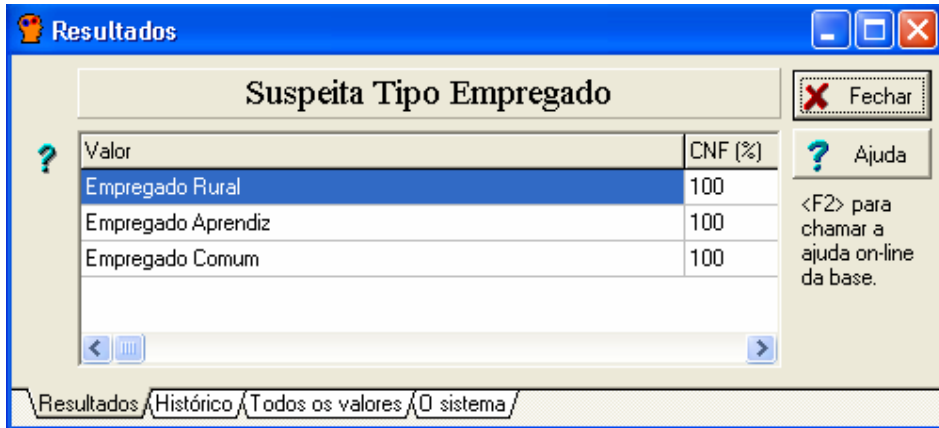 Resultados
Suspeita Tipo Empregado
Fechar
? Ajuda
?
Valor CNF (%)
Empregado Rural 100
Empregado Aprendiz 100
Empregado Comum 100
<F2> para
chamar a
ajuda on-line
da base.
Resultados Histórico Todos os valores O sistema